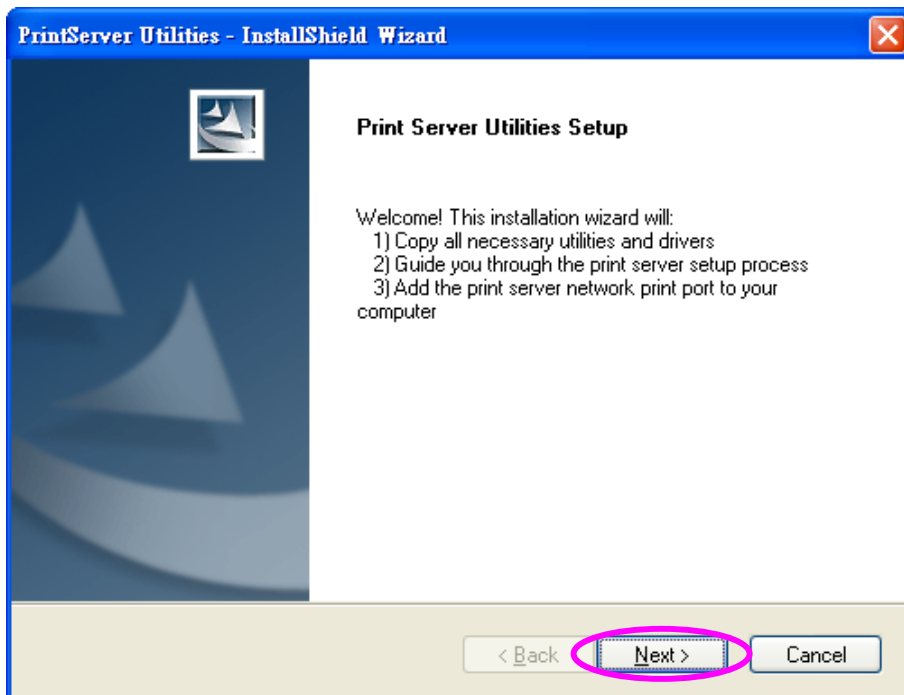 PrintServer Utilities - InstallShield Wizard
Print Server Utilities Setup
Welcome! This installation wizard will:
1) Copy all necessary utilities and drivers
2) Guide you through the print server setup process
3) Add the print server network print port to your
computer
< Back
Next >
Cancel